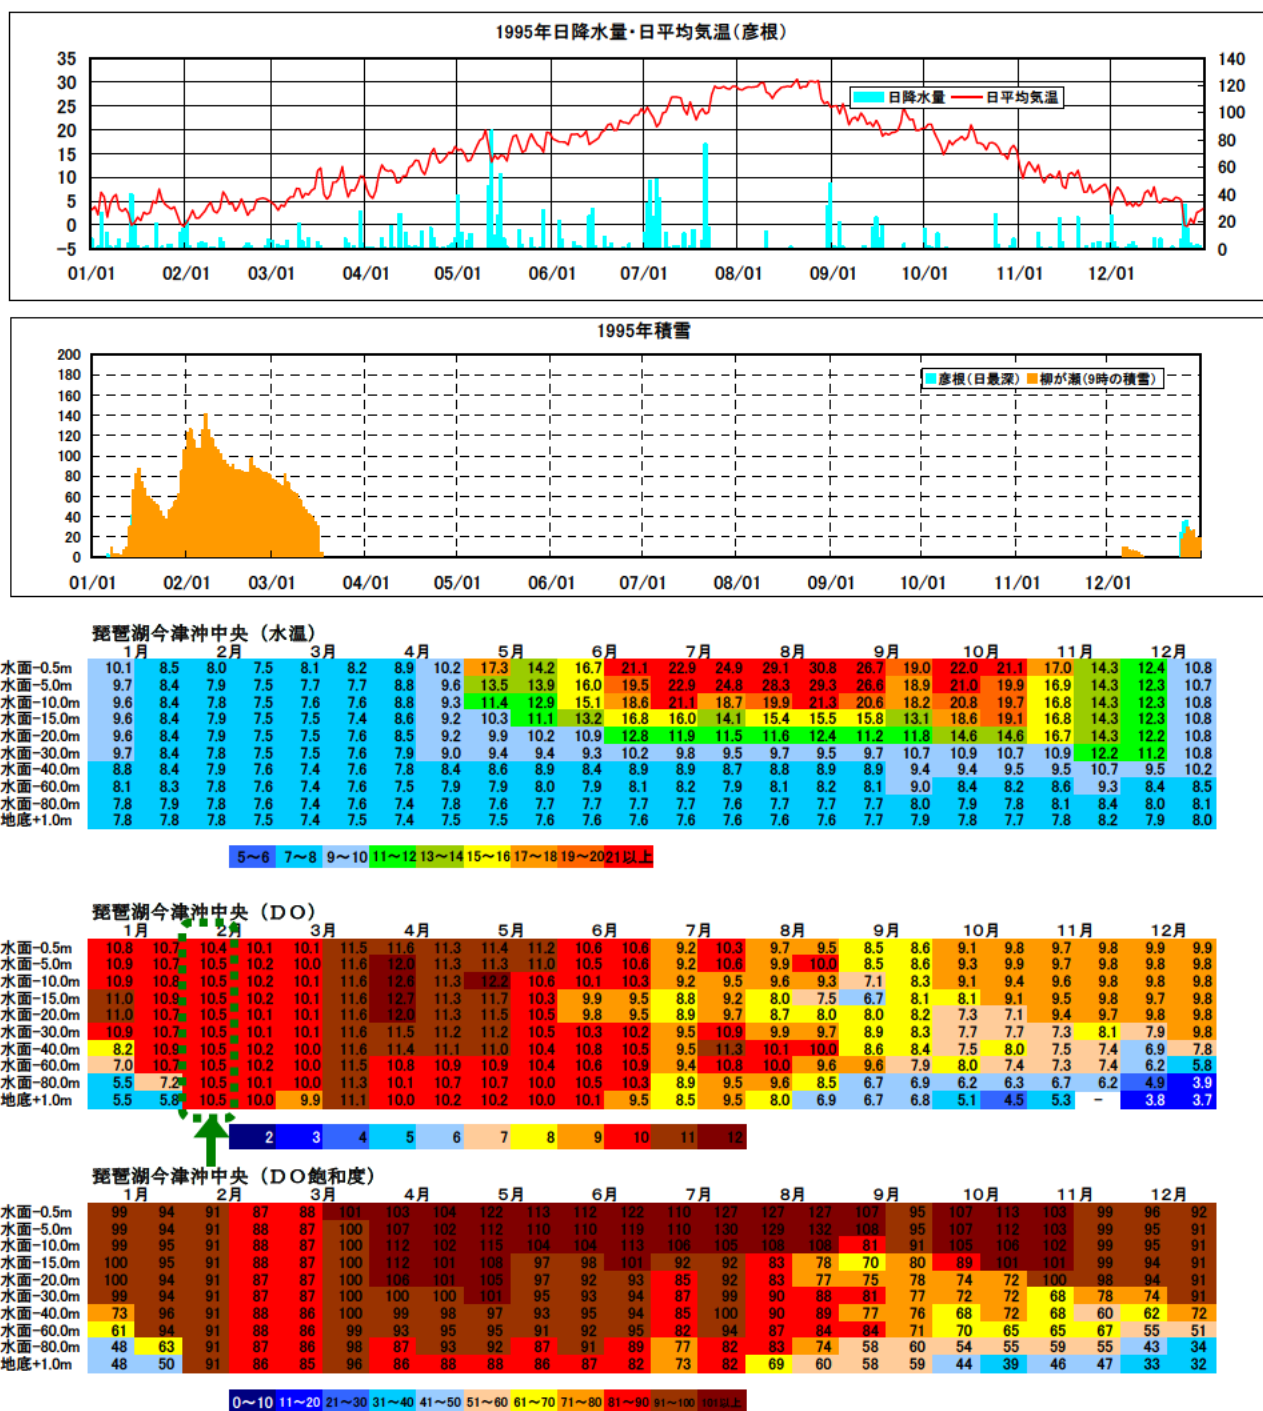 1995年日降水量・日平均気温(彦根)
35 140
30 120
25 100
20 80
15 60
10 40
5
0 20
-5 0
日降水量 日平均気温
01/01 02/01 03/01 04/01 05/01 06/01 07/01 08/01 09/01 10/01 11/01 12/01
1995年積雪
200
180
160
140
120
100
80
60
40
20
0
彦根(日最深) 柳が瀬(9時の積雪)
01/01 02/01 03/01 04/01 05/01 06/01 07/01 08/01 09/01 10/01 11/01 12/01
琵琶湖今津沖中央（水温）
1月 2月 3月 4月 5月 6月 7月 8月 9月 10月 11月 12月
水面-0.5m 10.1 8.5 8.0 7.5 8.1 8.2 8.9 10.2 17.3 14.2 16.7 21.1 22.9 24.9 29.1 30.8 26.7 19.0 22.0 21.1 17.0 14.3 12.4 10.8
水面-5.0m 9.7 8.4 7.9 7.5 7.7 7.7 8.8 9.6 13.5 13.9 16.0 19.5 22.9 24.8 28.3 29.3 26.6 18.9 21.0 19.9 16.9 14.3 12.3 10.7
水面-10.0m 9.6 8.4 7.8 7.5 7.6 7.6 8.8 9.3 11.4 12.9 15.1 18.6 21.1 18.7 19.9 21.3 20.6 18.2 20.8 19.7 16.8 14.3 12.3 10.8
水面-15.0m 9.6 8.4 7.9 7.5 7.5 7.4 8.6 9.2 10.3 11.1 13.2 16.8 16.0 14.1 15.4 15.5 15.8 13.1 18.6 19.1 16.8 14.3 12.3 10.8
水面-20.0m 9.6 8.4 7.9 7.5 7.5 7.6 8.5 9.2 9.9 10.2 10.9 12.8 11.9 11.5 11.6 12.4 11.2 11.8 14.6 14.6 16.7 14.3 12.2 10.8
水面-30.0m 9.7 8.4 7.8 7.5 7.5 7.6 7.9 9.0 9.4 9.4 9.3 10.2 9.8 9.5 9.7 9.5 9.7 10.7 10.9 10.7 10.9 12.2 11.2 10.8
水面-40.0m 8.8 8.4 7.9 7.6 7.4 7.6 7.8 8.4 8.6 8.9 8.4 8.9 8.9 8.7 8.8 8.9 8.9 9.4 9.4 9.5 9.5 10.7 9.5 10.2
水面-60.0m 8.1 8.3 7.8 7.6 7.4 7.6 7.5 7.9 7.9 8.0 7.9 8.1 8.2 7.9 8.1 8.2 8.1 9.0 8.4 8.2 8.6 9.3 8.4 8.5
水面-80.0m 7.8 7.9 7.8 7.6 7.4 7.6 7.4 7.8 7.6 7.7 7.7 7.7 7.7 7.6 7.7 7.7 7.7 8.0 7.9 7.8 8.1 8.4 8.0 8.1
地底+1.0m 7.8 7.8 7.8 7.5 7.4 7.5 7.4 7.5 7.5 7.6 7.6 7.6 7.6 7.6 7.6 7.6 7.7 7.9 7.8 7.7 7.8 8.2 7.9 8.0
5～6 7～8 9～10 11～12 13～14 15～16 17～18 19～20 21以上
琵琶湖今津沖中央（ＤＯ）
1月 2月 3月 4月 5月 6月 7月 8月 9月 10月 11月 12月
水面-0.5m 10.8 10.7 10.4 10.1 10.1 11.5 11.6 11.3 11.4 11.2 10.6 10.6 9.2 10.3 9.7 9.5 8.5 8.6 9.1 9.8 9.7 9.8 9.9 9.9
水面-5.0m 10.9 10.7 10.5 10.2 10.0 11.6 12.0 11.3 11.3 11.0 10.5 10.6 9.2 10.6 9.9 10.0 8.5 8.6 9.3 9.9 9.7 9.8 9.8 9.8
水面-10.0m 10.9 10.8 10.5 10.2 10.1 11.6 12.6 11.3 12.2 10.6 10.1 10.3 9.2 9.5 9.6 9.3 7.1 8.3 9.1 9.4 9.6 9.8 9.8 9.8
水面-15.0m 11.0 10.9 10.5 10.2 10.1 11.6 12.7 11.3 11.7 10.3 9.9 9.5 8.8 9.2 8.0 7.5 6.7 8.1 8.1 9.1 9.5 9.8 9.7 9.8
水面-20.0m 11.0 10.7 10.5 10.1 10.1 11.6 12.0 11.3 11.5 10.5 9.8 9.5 8.9 9.7 8.7 8.0 8.0 8.2 7.3 7.1 9.4 9.7 9.8 9.8
水面-30.0m 10.9 10.7 10.5 10.1 10.1 11.6 11.5 11.2 11.2 10.5 10.3 10.2 9.5 10.9 9.9 9.7 8.9 8.3 7.7 7.7 7.3 8.1 7.9 9.8
水面-40.0m 8.2 10.9 10.5 10.2 10.0 11.6 11.4 11.1 11.0 10.4 10.8 10.5 9.5 11.3 10.1 10.0 8.6 8.4 7.5 8.0 7.5 7.4 6.9 7.8
水面-60.0m 7.0 10.7 10.5 10.2 10.0 11.5 10.8 10.9 10.9 10.4 10.6 10.9 9.4 10.8 10.0 9.6 9.6 7.9 8.0 7.4 7.3 7.4 6.2 5.8
水面-80.0m 5.5 7.2 10.5 10.1 10.0 11.3 10.1 10.7 10.7 10.0 10.5 10.3 8.9 9.5 9.6 8.5 6.7 6.9 6.2 6.3 6.7 6.2 4.9 3.9
地底+1.0m 5.5 5.8 10.5 10.0 9.9 11.1 10.0 10.2 10.2 10.0 10.1 9.5 8.5 9.5 8.0 6.9 6.7 6.8 5.1 4.5 5.3 － 3.8 3.7
2 3 4 5 6 7 8 9 10 11 12
琵琶湖今津沖中央（ＤＯ飽和度）
1月 2月 3月 4月 5月 6月 7月 8月 9月 10月 11月 12月
水面-0.5m 99 94 91 87 88 101 103 104 122 113 112 122 110 127 127 127 107 95 107 113 103 99 96 92
水面-5.0m 99 94 91 88 87 100 107 102 112 110 110 119 110 130 129 132 108 95 107 112 103 99 95 91
水面-10.0m 99 95 91 88 87 100 112 102 115 104 104 113 106 105 108 108 81 91 105 106 102 99 95 91
水面-15.0m 100 95 91 88 87 100 112 101 108 97 98 101 92 92 83 78 70 80 89 101 101 99 94 91
水面-20.0m 100 94 91 87 87 100 106 101 105 97 92 93 85 92 83 77 75 78 74 72 100 98 94 91
水面-30.0m 99 94 91 87 87 100 100 100 101 95 93 94 87 99 90 88 81 77 72 72 68 78 74 91
水面-40.0m 73 96 91 88 86 100 99 98 97 93 95 94 85 100 90 89 77 76 68 72 68 60 62 72
水面-60.0m 61 94 91 88 86 99 93 95 95 91 92 95 82 94 87 84 84 71 70 65 65 67 55 51
水面-80.0m 48 63 91 87 86 98 87 93 92 87 91 89 77 82 83 74 58 60 54 55 59 55 43 34
地底+1.0m 48 50 91 86 85 96 86 88 88 86 87 82 73 82 69 60 58 59 44 39 46 47 33 32
0～10 11～20 21～30 31～40 41～50 51～60 61～70 71～80 81～90 91～100 101以上